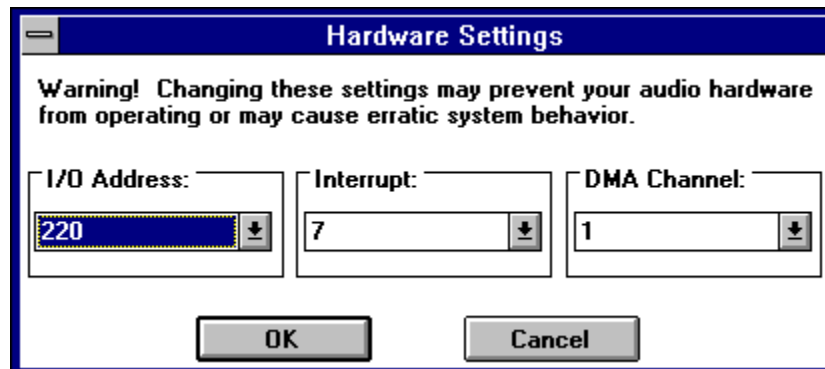 Hardware Settings
Warning!  Changing these settings may prevent your audio hardware
from operating or may cause erratic system behavior.
I/O Address: Interrupt: DMA Channel:
220 7 1
OK Cancel